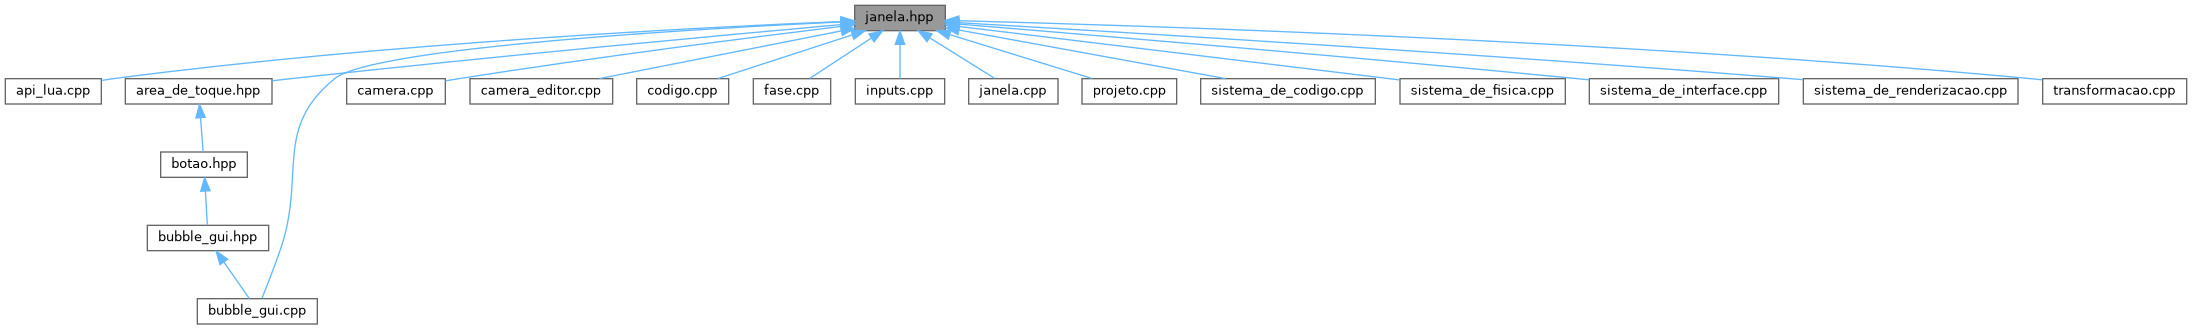 janela.hpp
api_lua.cpp
area_de_toque.hpp
camera.cpp
camera_editor.cpp
codigo.cpp
fase.cpp
inputs.cpp
janela.cpp
projeto.cpp
sistema_de_codigo.cpp
sistema_de_fisica.cpp
sistema_de_interface.cpp
sistema_de_renderizacao.cpp
transformacao.cpp
botao.hpp
bubble_gui.hpp
bubble_gui.cpp